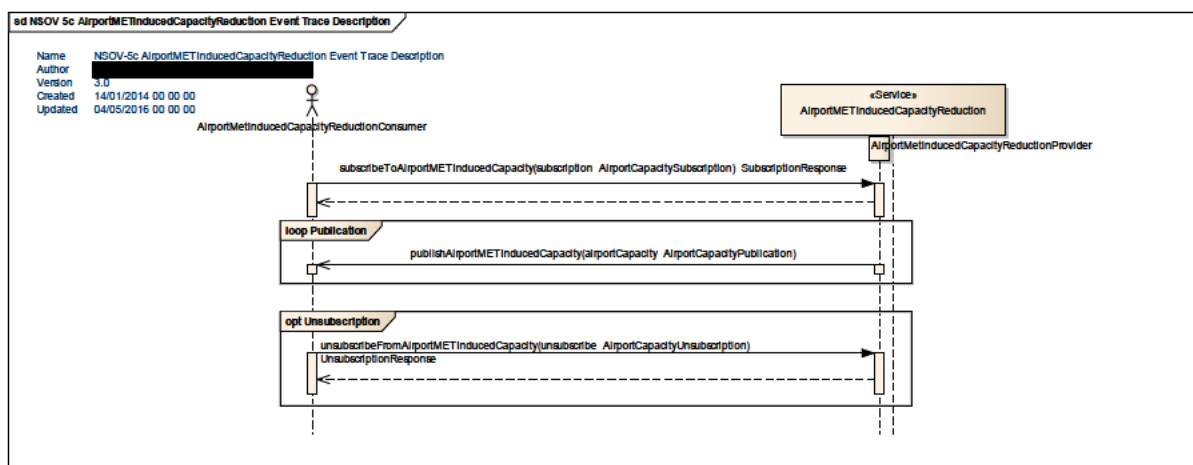 sd NSOV 5c AirportMETInducedCapacityReduction Event Trace Description
Name NSOV-5c AirportMETInducedCapacityReduction Event Trace Description
Author
Version 3.0
Created 14/01/2014 00 00 00
Updated 04/05/2016 00 00 00
«Service»
AirportMETInducedCapacityReduction
AirportMetInducedCapacityReductionConsumer
AirportMetInducedCapacityReductionProvider
subscribeToAirportMETInducedCapacity(subscription AirportCapacitySubscription) SubscriptionResponse
loop Publication
publishAirportMETInducedCapacity(airportCapacity AirportCapacityPublication)
opt Unsubscription
unsubscribeFromAirportMETInducedCapacity(unsubscribe AirportCapacityUnsubscription)
UnsubscriptionResponse